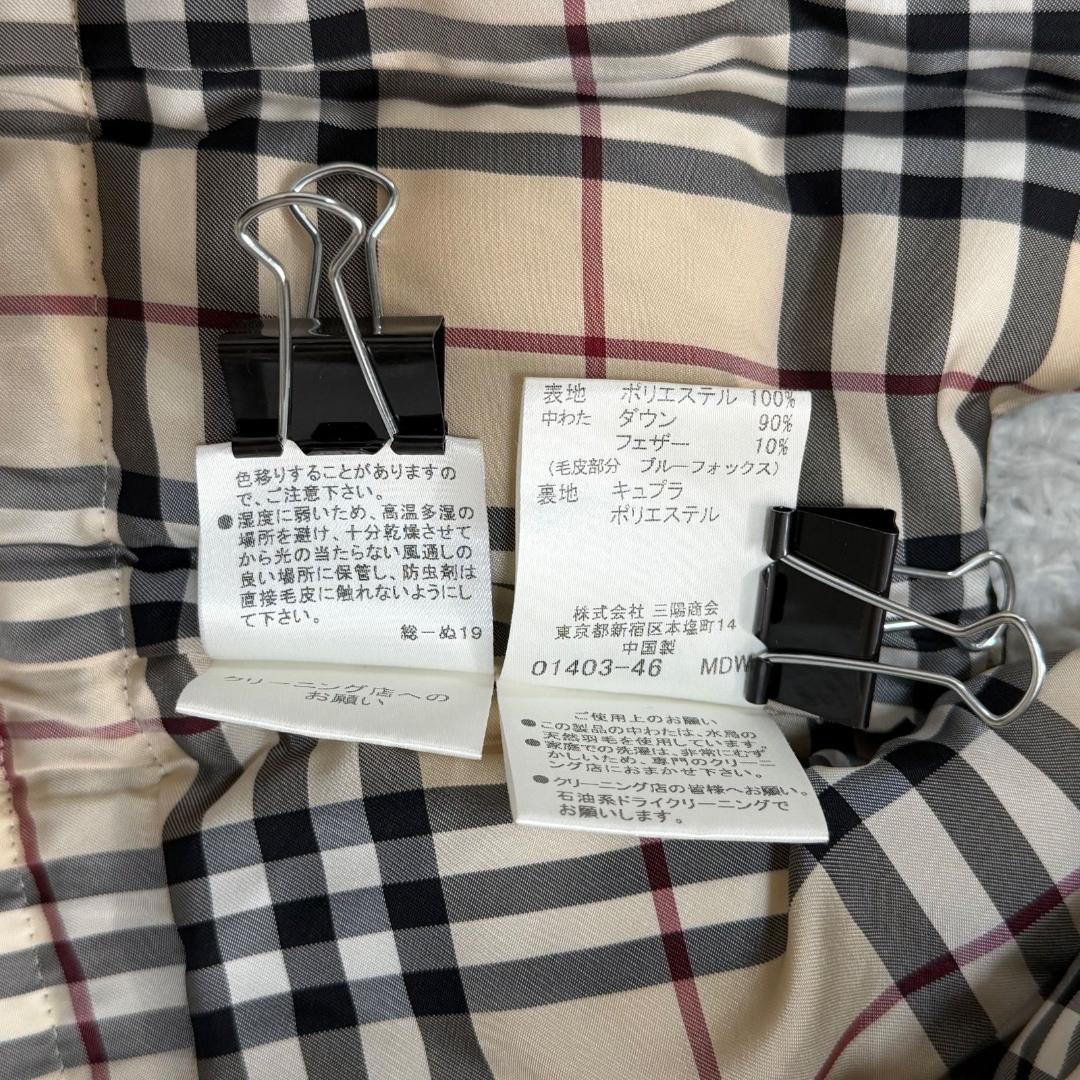 色移りすることがありますの
で、ご注意下さい。
●湿度に弱いため、高温多湿の
場所を避け、十分乾燥させて
から光の当たらない風通しの
良い場所に保管し、防虫剤は
直接毛皮に触れないようにし
て下さい。
総ーぬ19
クリーニング店への
お願い
表地 ポリエステル 100%
中わた ダウン 90%
フェザー 10%
(毛皮部分 ブルーフォックス)
裏地 キュプラ
ポリエステル
株式会社 三陽商会
東京都新宿区本塩町14
中国製
01403-46 MDW
ご使用上のお願い
●この製品の中わたは、水鳥の
天然羽毛を使用しています
●家庭での洗濯は、非常にむず
かしいため、専門のクリーニ
ング店におまかせ下さい。
●クリーニング店の皆様へお願い。
石油系ドライクリーニングで
お願いします。